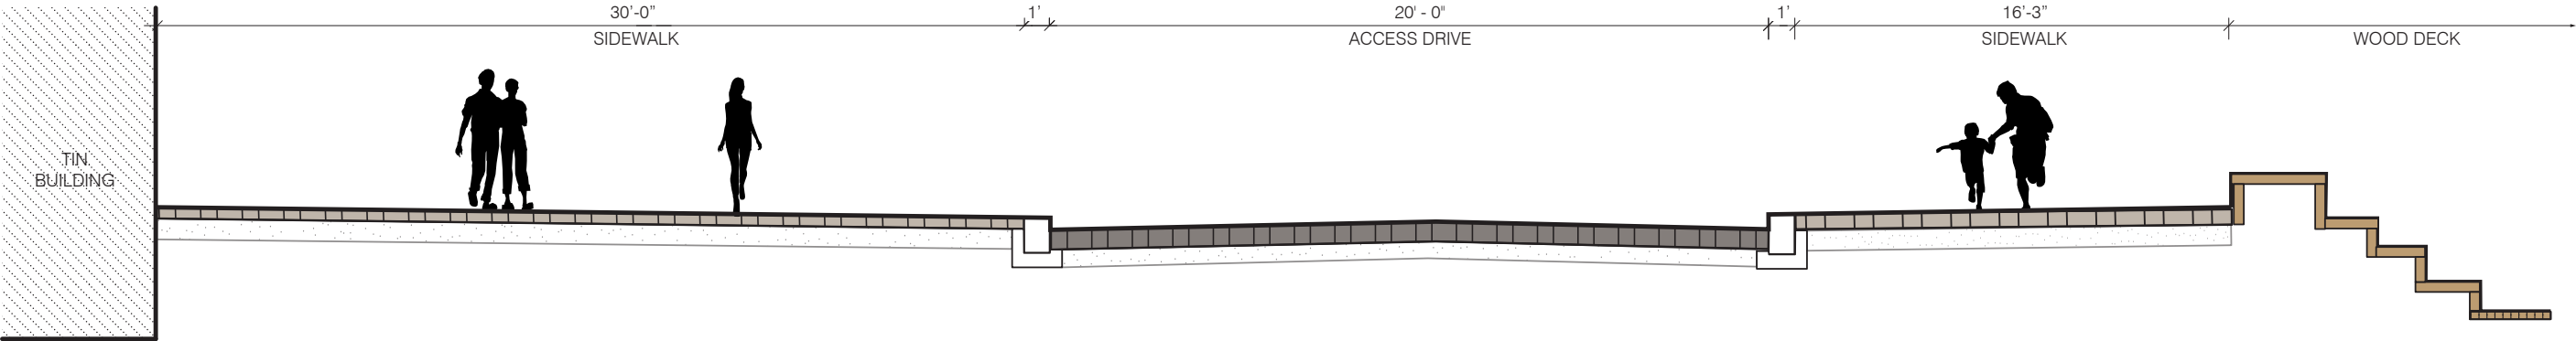 30’-0” 1’ 20' - 0" 1’ 16’-3”
SIDEWALK ACCESS DRIVE SIDEWALK WOOD DECK
TIN
BUILDING